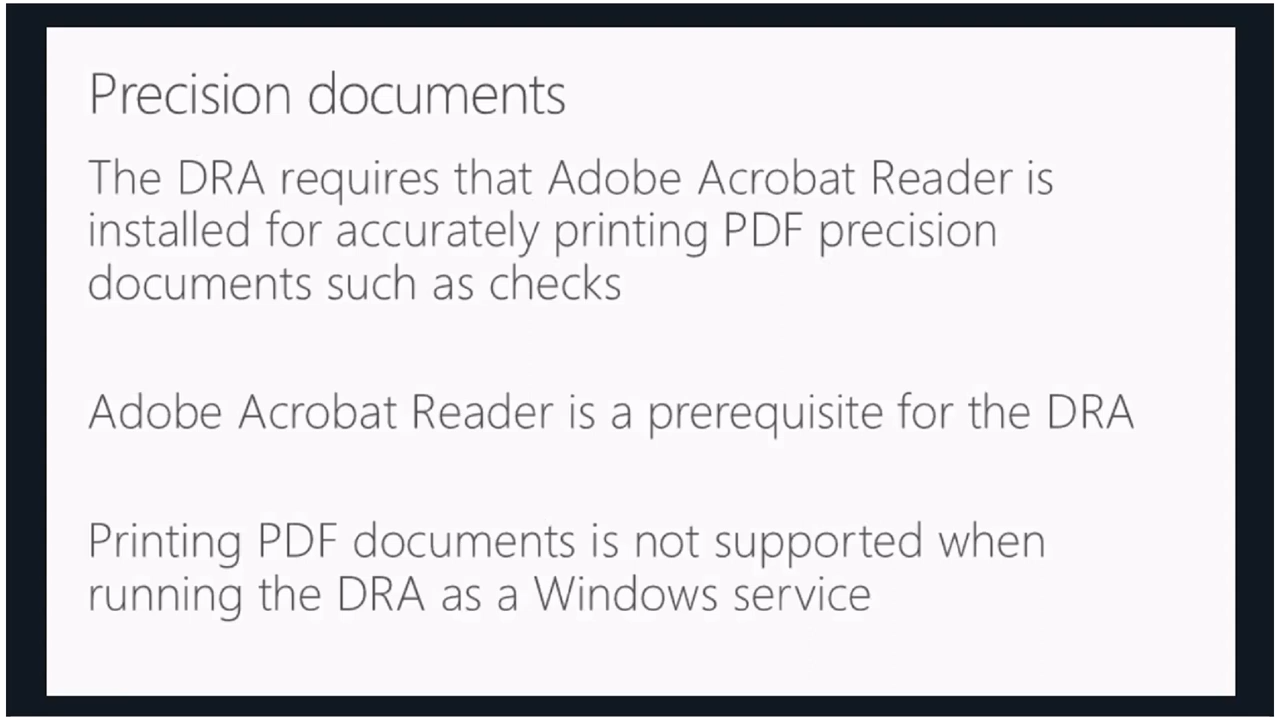 Precision documents
The DRA requires that Adobe Acrobat Reader is
installed for accurately printing PDF precision
documents such as checks
Adobe Acrobat Reader is a prerequisite for the DRA
Printing PDF documents is not supported when
running the DRA as a Windows service